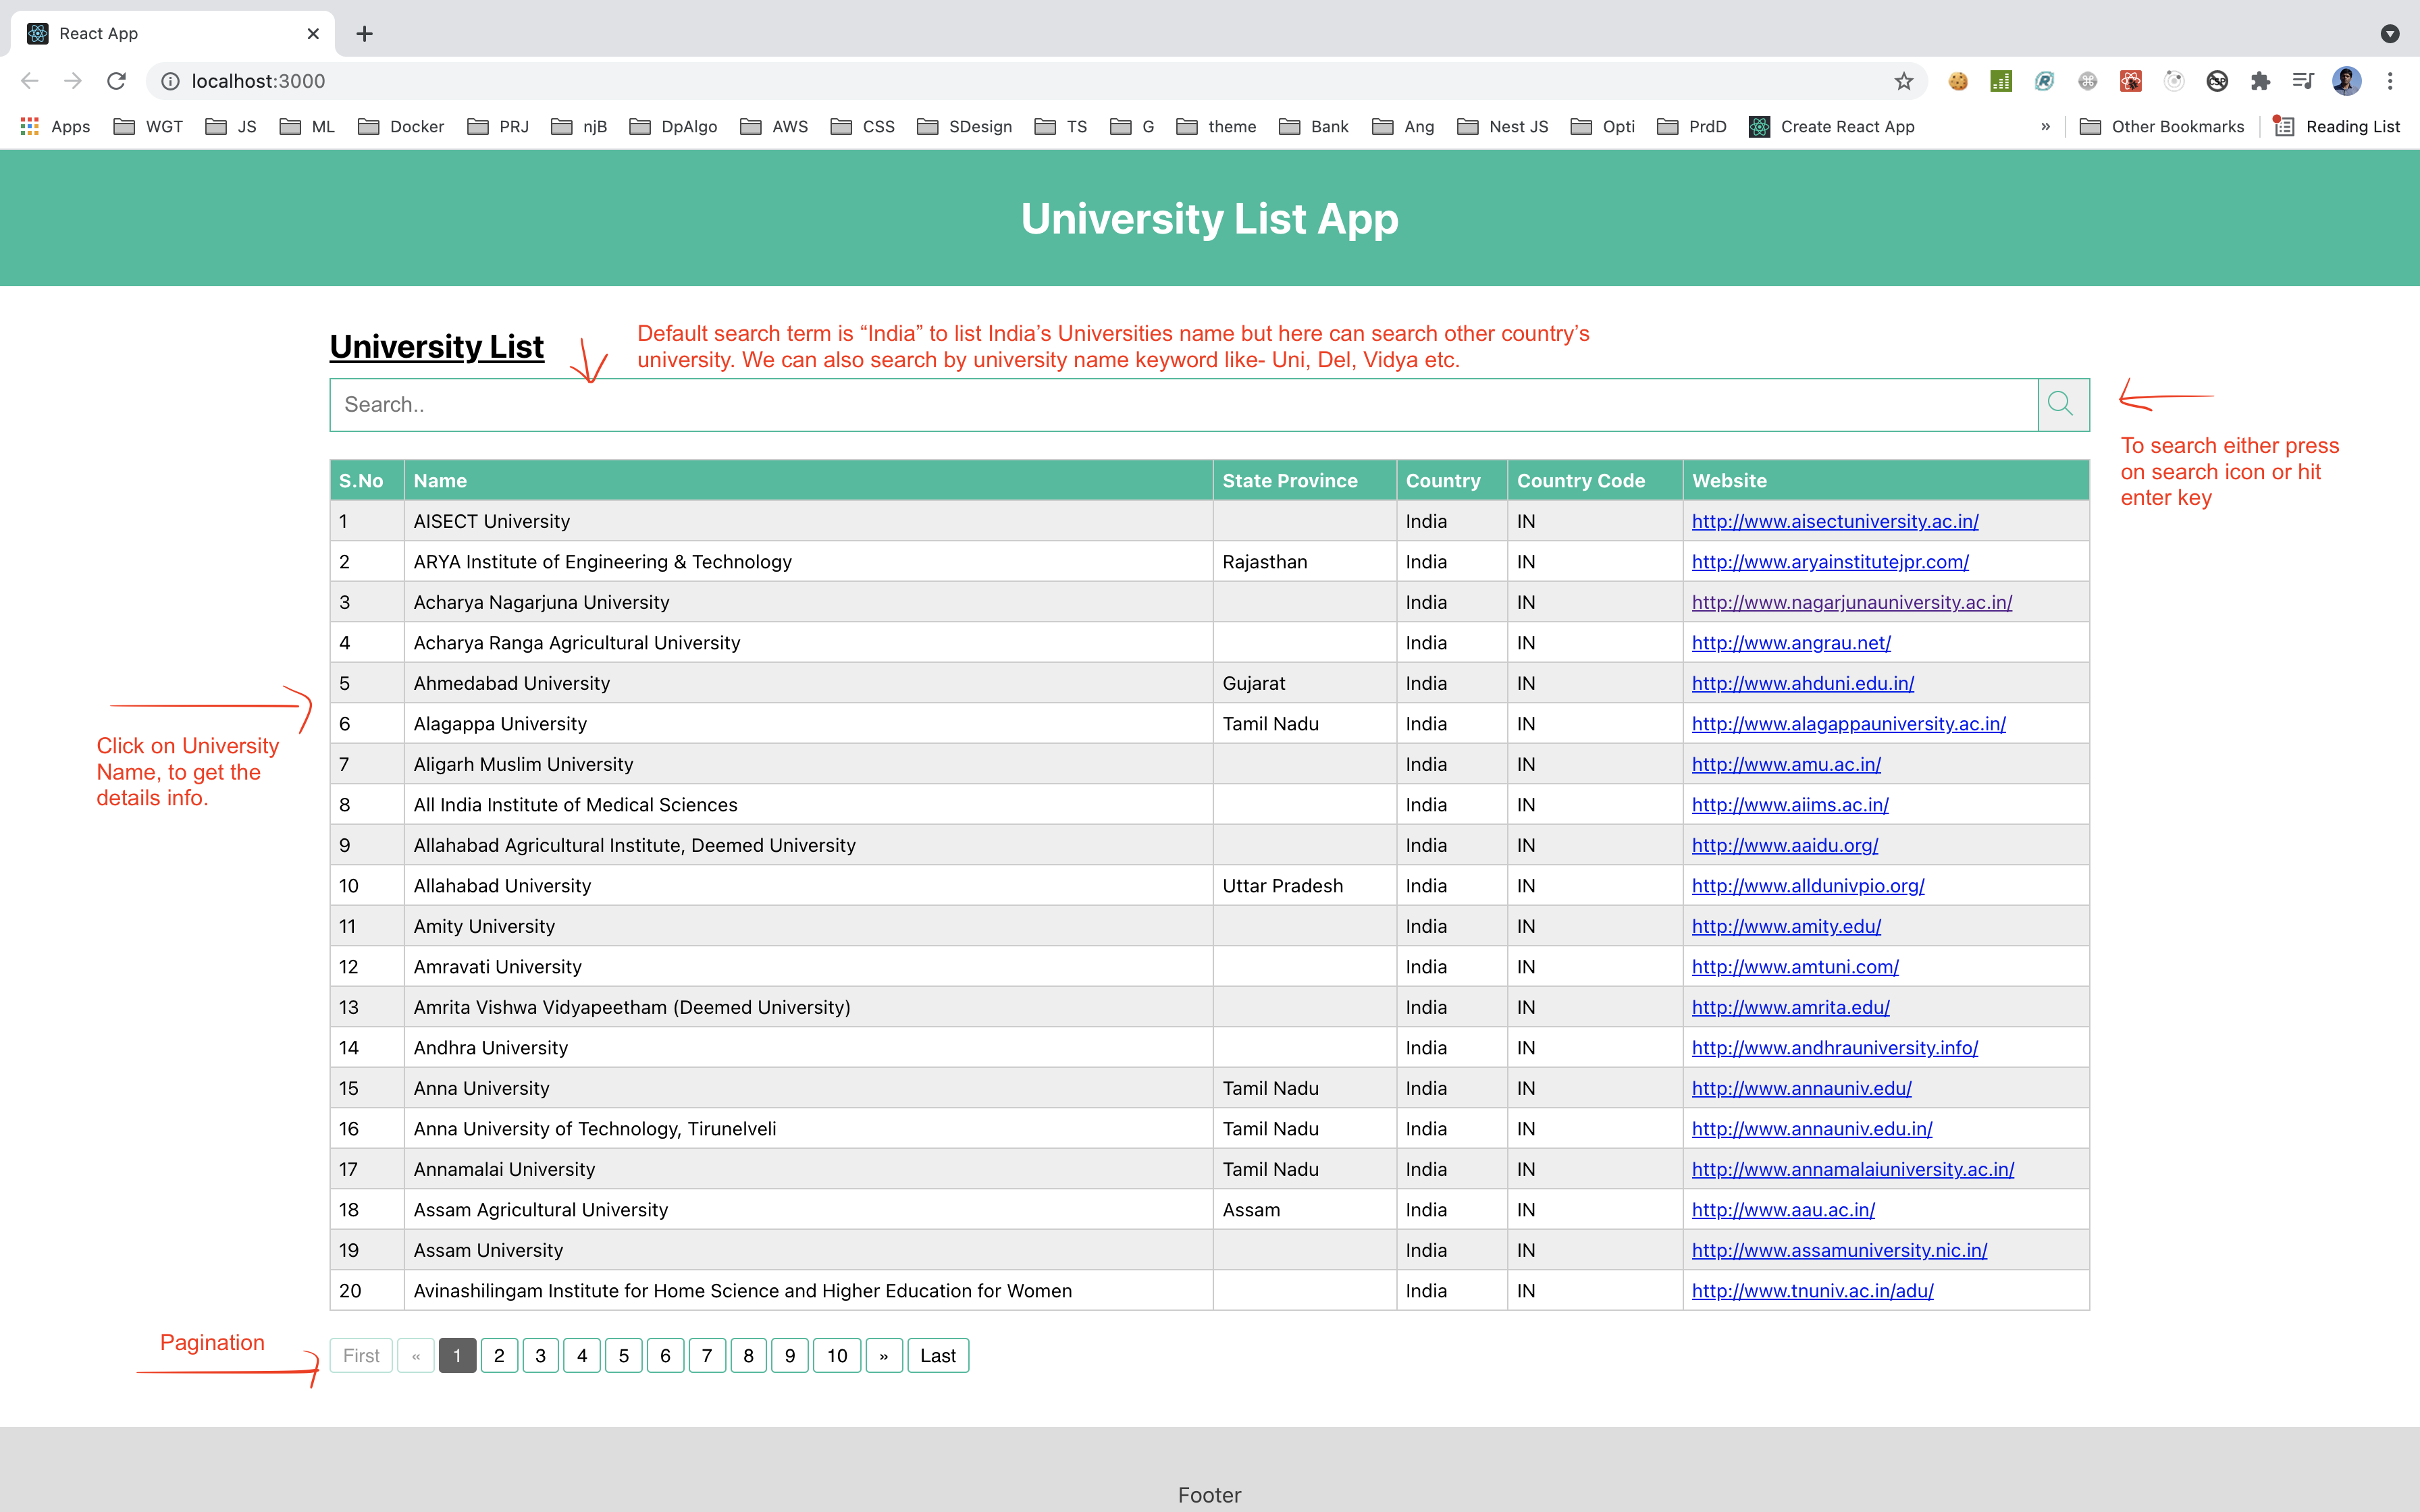 React App
localhost:3000
Apps WGT JS ML Docker PRJ njB DpAlgo AWS CSS SDesign TS G theme Bank Ang Nest JS Opti PrdD Create React App » Other Bookmarks Reading List
University List App
University List
Default search term is “India” to list India’s Universities name but here can search other country’s
university. We can also search by university name keyword like- Uni, Del, Vidya etc.
Search..
To search either press
on search icon or hit
enter key
S.No Name State Province Country Country Code Website
1 AISECT University India IN http://www.aisectuniversity.ac.in/
2 ARYA Institute of Engineering & Technology Rajasthan India IN http://www.aryainstitutejpr.com/
3 Acharya Nagarjuna University India IN http://www.nagarjunauniversity.ac.in/
4 Acharya Ranga Agricultural University India IN http://www.angrau.net/
5 Ahmedabad University Gujarat India IN http://www.ahduni.edu.in/
6 Alagappa University Tamil Nadu India IN http://www.alagappauniversity.ac.in/
7 Aligarh Muslim University India IN http://www.amu.ac.in/
8 All India Institute of Medical Sciences India IN http://www.aiims.ac.in/
9 Allahabad Agricultural Institute, Deemed University India IN http://www.aaidu.org/
10 Allahabad University Uttar Pradesh India IN http://www.alldunivpio.org/
11 Amity University India IN http://www.amity.edu/
12 Amravati University India IN http://www.amtuni.com/
13 Amrita Vishwa Vidyapeetham (Deemed University) India IN http://www.amrita.edu/
14 Andhra University India IN http://www.andhrauniversity.info/
15 Anna University Tamil Nadu India IN http://www.annauniv.edu/
16 Anna University of Technology, Tirunelveli Tamil Nadu India IN http://www.annauniv.edu.in/
17 Annamalai University Tamil Nadu India IN http://www.annamalaiuniversity.ac.in/
18 Assam Agricultural University Assam India IN http://www.aau.ac.in/
19 Assam University India IN http://www.assamuniversity.nic.in/
20 Avinashilingam Institute for Home Science and Higher Education for Women India IN http://www.tnuniv.ac.in/adu/
Click on University
Name, to get the
details info.
Pagination
First « 1 2 3 4 5 6 7 8 9 10 » Last
Footer